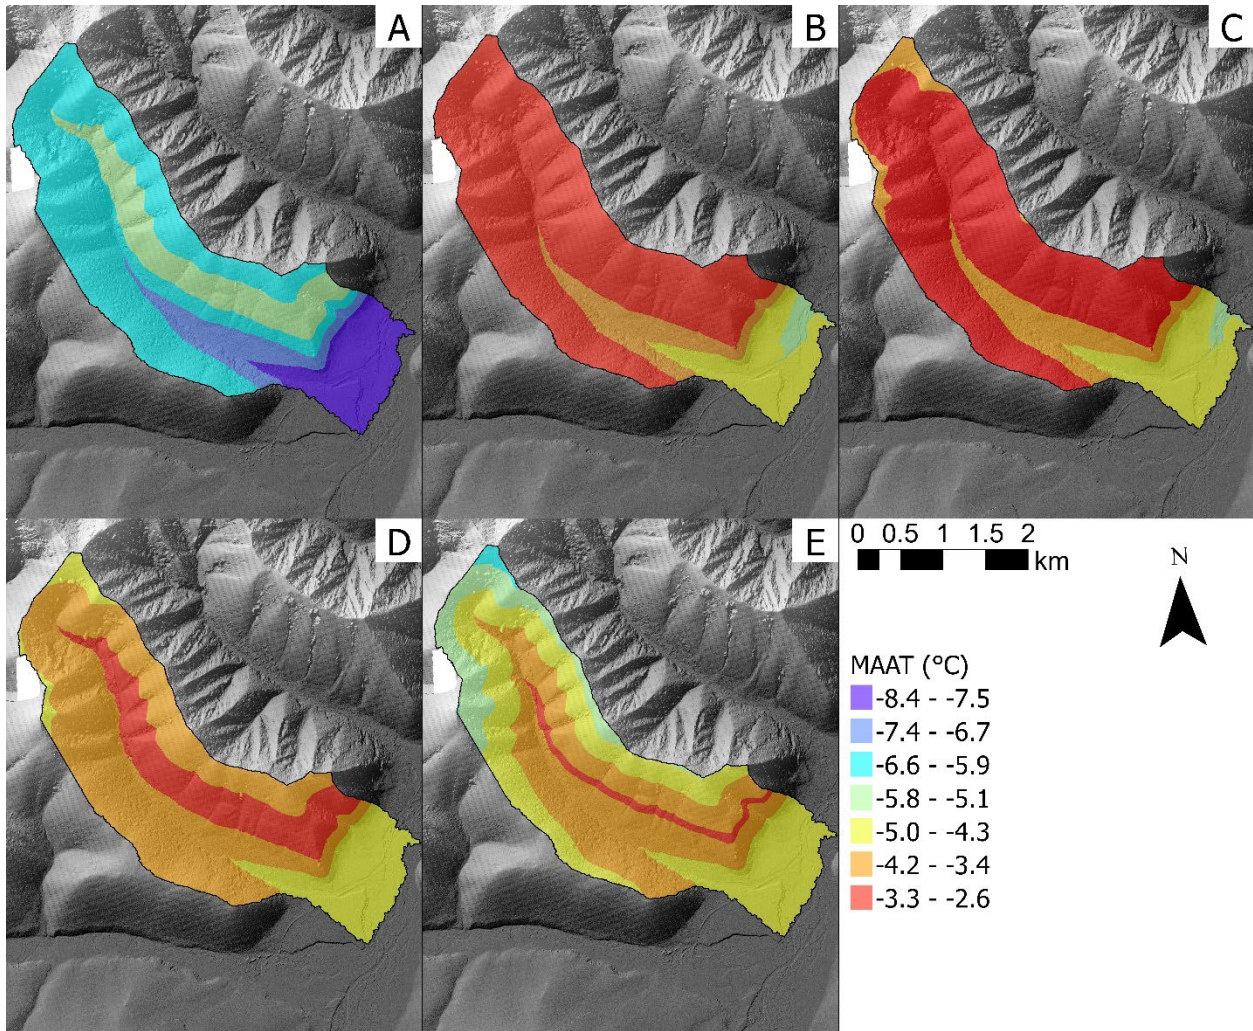 A
B
C
D
E
0 0.5 1 1.5 2
km
N
MAAT (°C)
-8.4 - -7.5
-7.4 - -6.7
-6.6 - -5.9
-5.8 - -5.1
-5.0 - -4.3
-4.2 - -3.4
-3.3 - -2.6